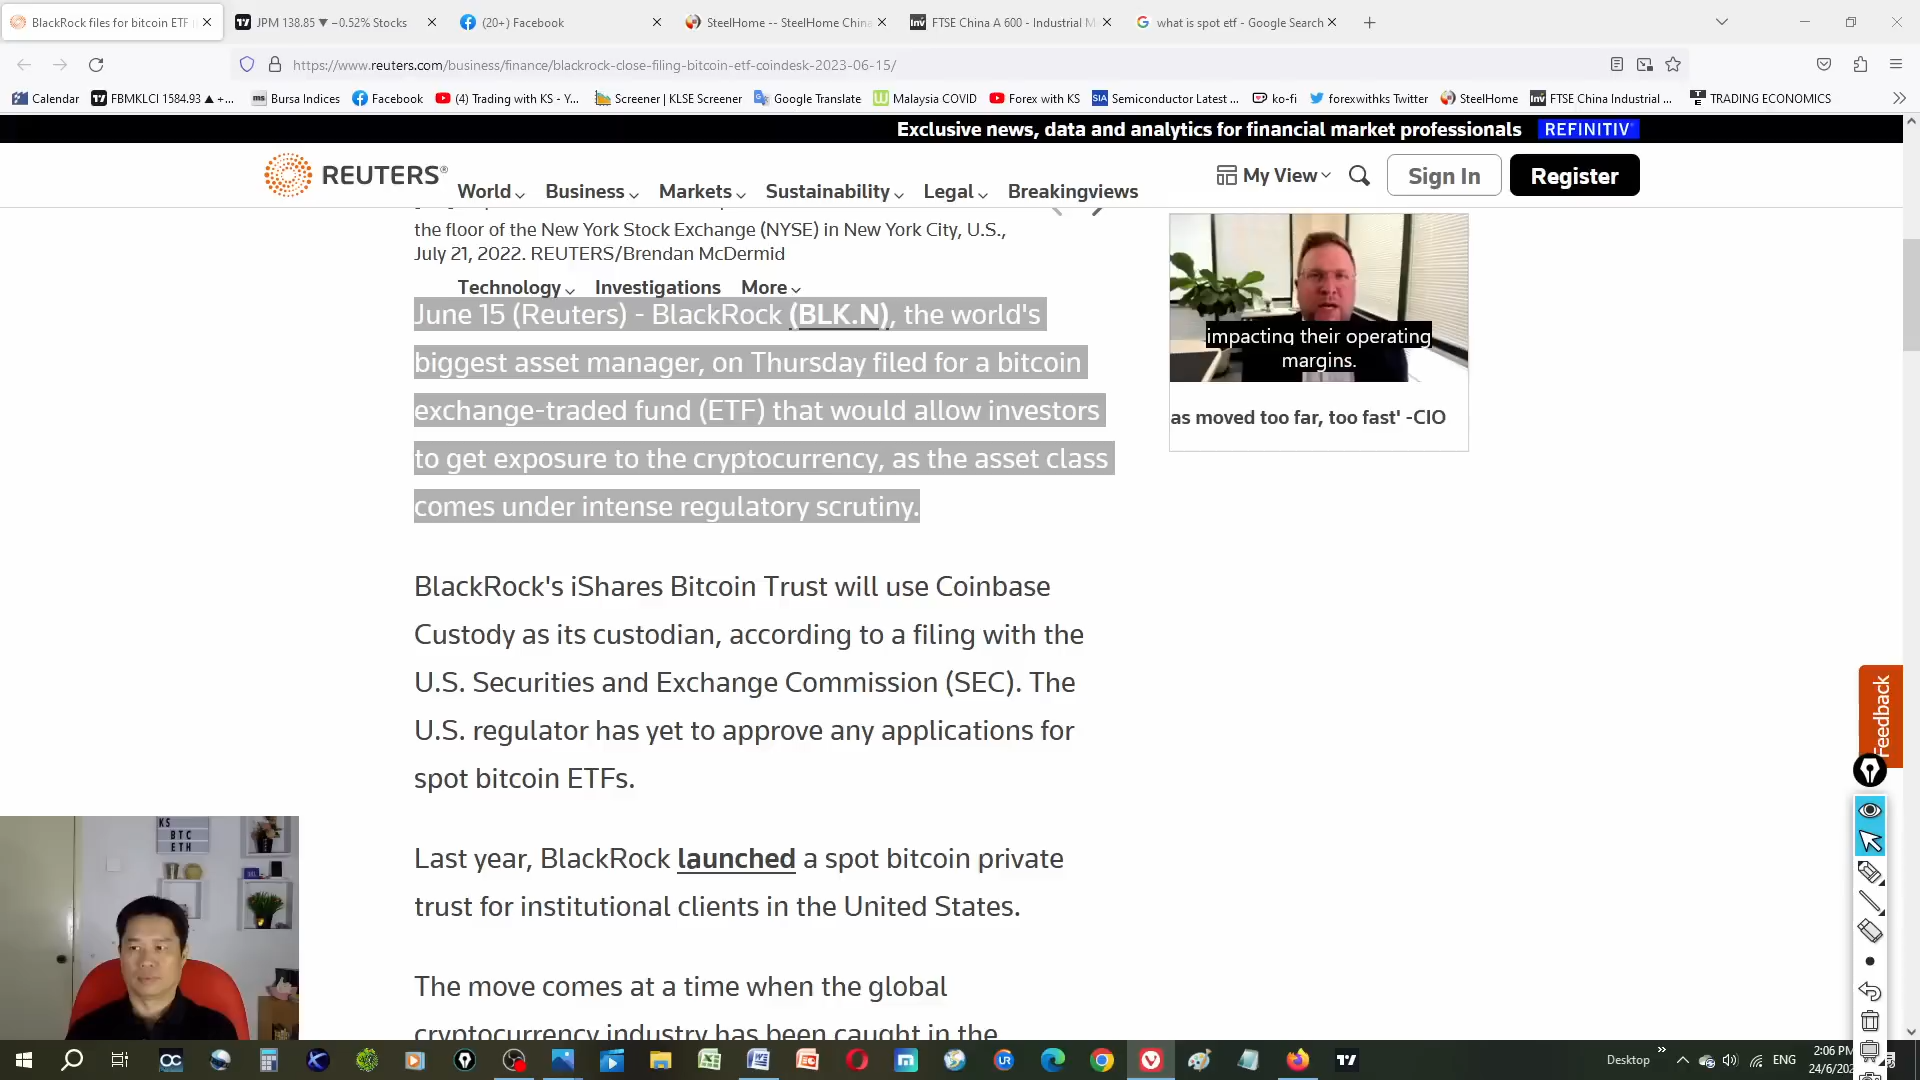 BlackRock files for bitcoin ETF
JPM 138.85 ▼ −0.52% Stocks
(20+) Facebook
SteelHome -- SteelHome China
FTSE China A 600 - Industrial M
what is spot etf - Google Search
https://www.reuters.com/business/finance/blackrock-close-filing-bitcoin-etf-coindesk-2023-06-15/
Calendar
FBMKLCI 1584.93 ▲ +...
Bursa Indices
Facebook
(4) Trading with KS - Y...
Screener | KLSE Screener
Google Translate
Malaysia COVID
Forex with KS
Semiconductor Latest ...
ko-fi
forexwithks Twitter
SteelHome
FTSE China Industrial ...
TRADING ECONOMICS
Exclusive news, data and analytics for financial market professionals REFINITIV
REUTERS®
World
Business
Markets
Sustainability
Legal
Breakingviews
My View
Sign In
Register
the floor of the New York Stock Exchange (NYSE) in New York City, U.S.,
July 21, 2022. REUTERS/Brendan McDermid
Technology
Investigations
More
June 15 (Reuters) - BlackRock (BLK.N), the world's
biggest asset manager, on Thursday filed for a bitcoin
exchange-traded fund (ETF) that would allow investors
to get exposure to the cryptocurrency, as the asset class
comes under intense regulatory scrutiny.
BlackRock's iShares Bitcoin Trust will use Coinbase
Custody as its custodian, according to a filing with the
U.S. Securities and Exchange Commission (SEC). The
U.S. regulator has yet to approve any applications for
spot bitcoin ETFs.
Last year, BlackRock launched a spot bitcoin private
trust for institutional clients in the United States.
The move comes at a time when the global
cryptocurrency industry has been caught in the
impacting their operating
margins.
as moved too far, too fast' -CIO
Feedback
KS
BTC
ETH
Desktop
ENG
2:06 PM
24/6/202